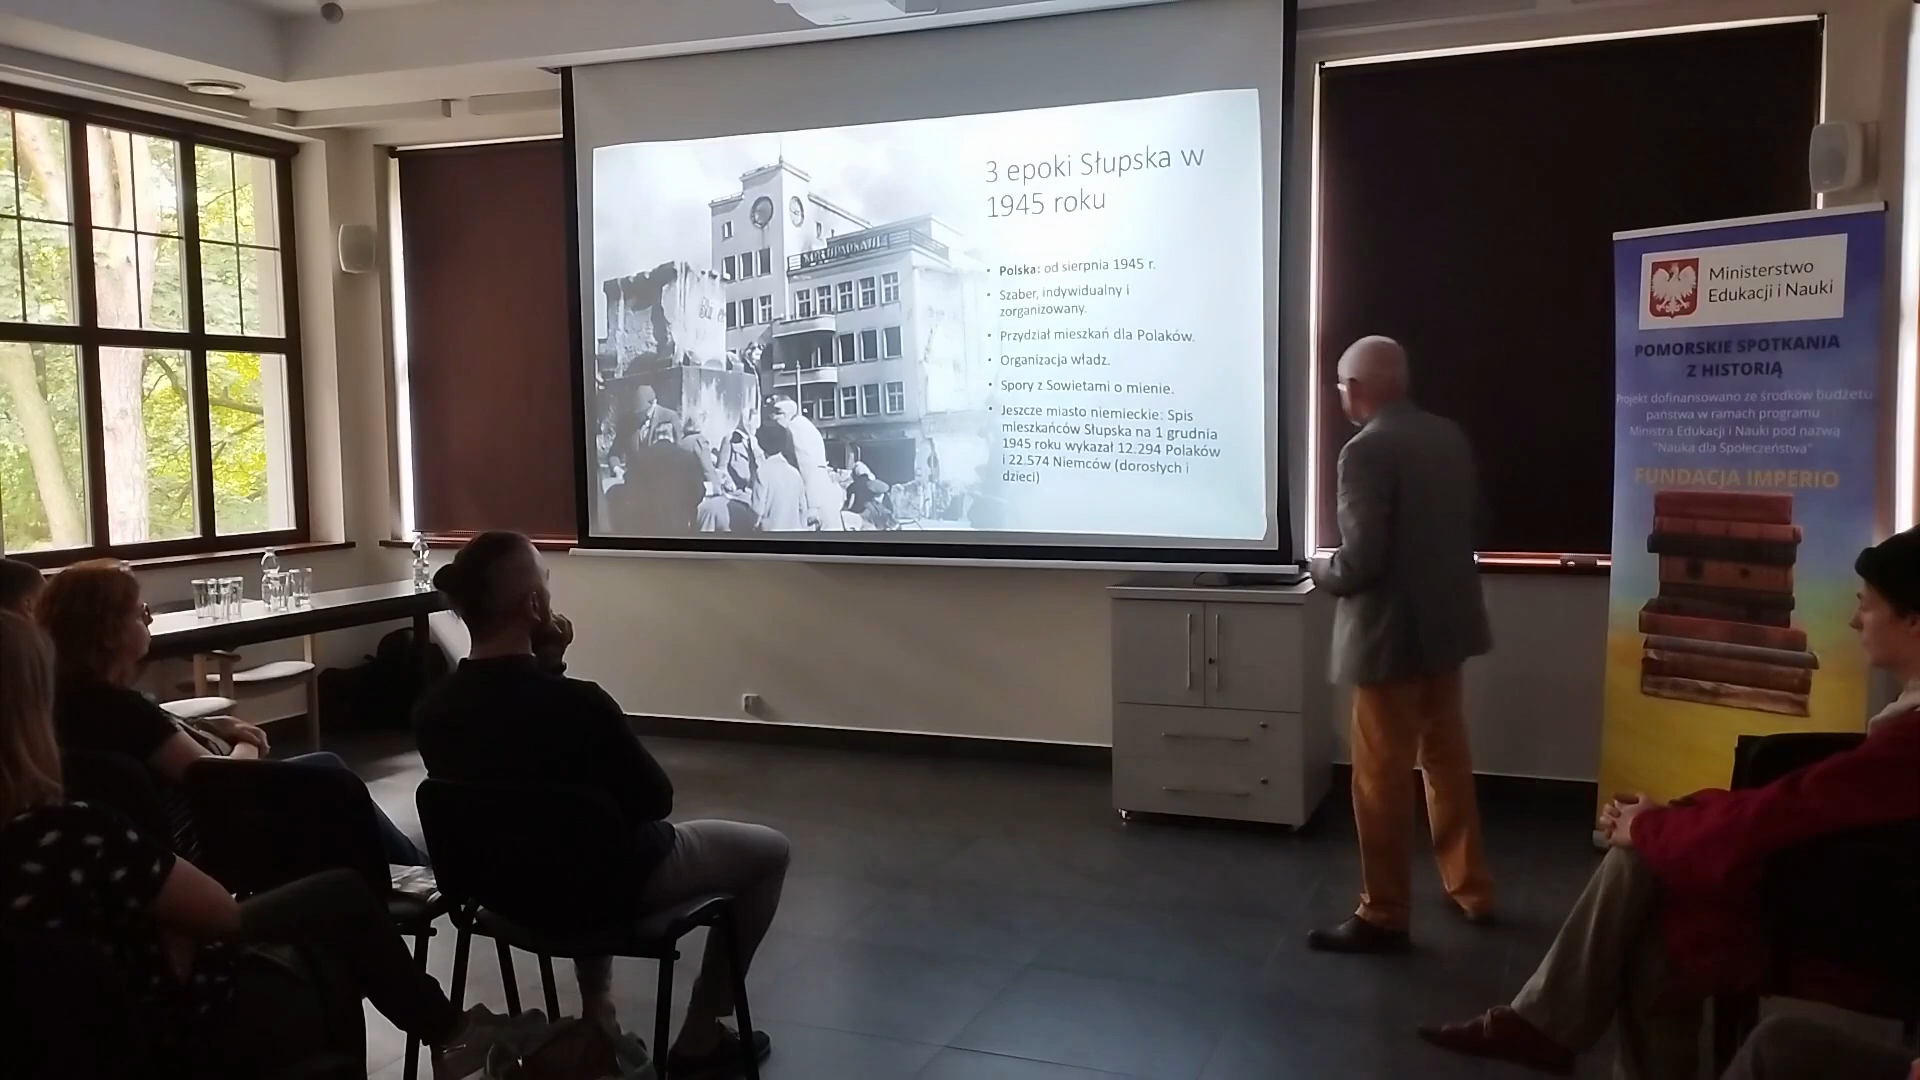 3 epoki Słupska w
1945 roku
• Polska: od sierpnia 1945 r.
• Szaber, indywidualny i
zorganizowany.
• Przydział mieszkań dla Polaków.
• Organizacja władz.
• Spory z Sowietami o mienie.
• Jeszcze miasto niemieckie: Spis
mieszkańców Słupska na 1 grudnia
1945 roku wykazał 12.294 Polaków
i 22.574 Niemców (dorosłych i
dzieci)
Ministerstwo
Edukacji i Nauki
POMORSKIE SPOTKANIA
Z HISTORIĄ
Projekt dofinansowano ze środków budżetu
państwa w ramach programu
Ministra Edukacji i Nauki pod nazwą
"Nauka dla Społeczeństwa"
FUNDACJA IMPERIO